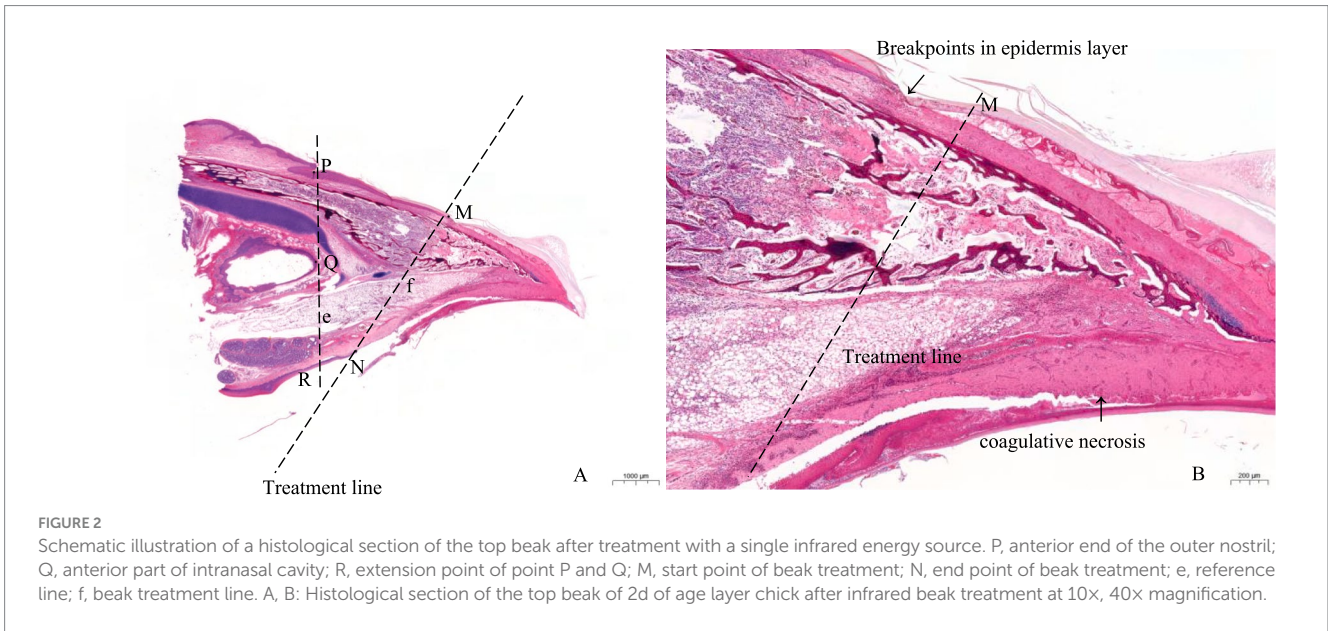 Breakpoints in epidermis layer
P
M
M
Q
f
e
Treatment line
N
R
coagulative necrosis
A
1000 µm
B
200 µm
Treatment line
FIGURE 2
Schematic illustration of a histological section of the top beak after treatment with a single infrared energy source. P, anterior end of the outer nostril;
Q, anterior part of intranasal cavity; R, extension point of point P and Q; M, start point of beak treatment; N, end point of beak treatment; e, reference
line; f, beak treatment line. A, B: Histological section of the top beak of 2d of age layer chick after infrared beak treatment at 10×, 40× magnification.